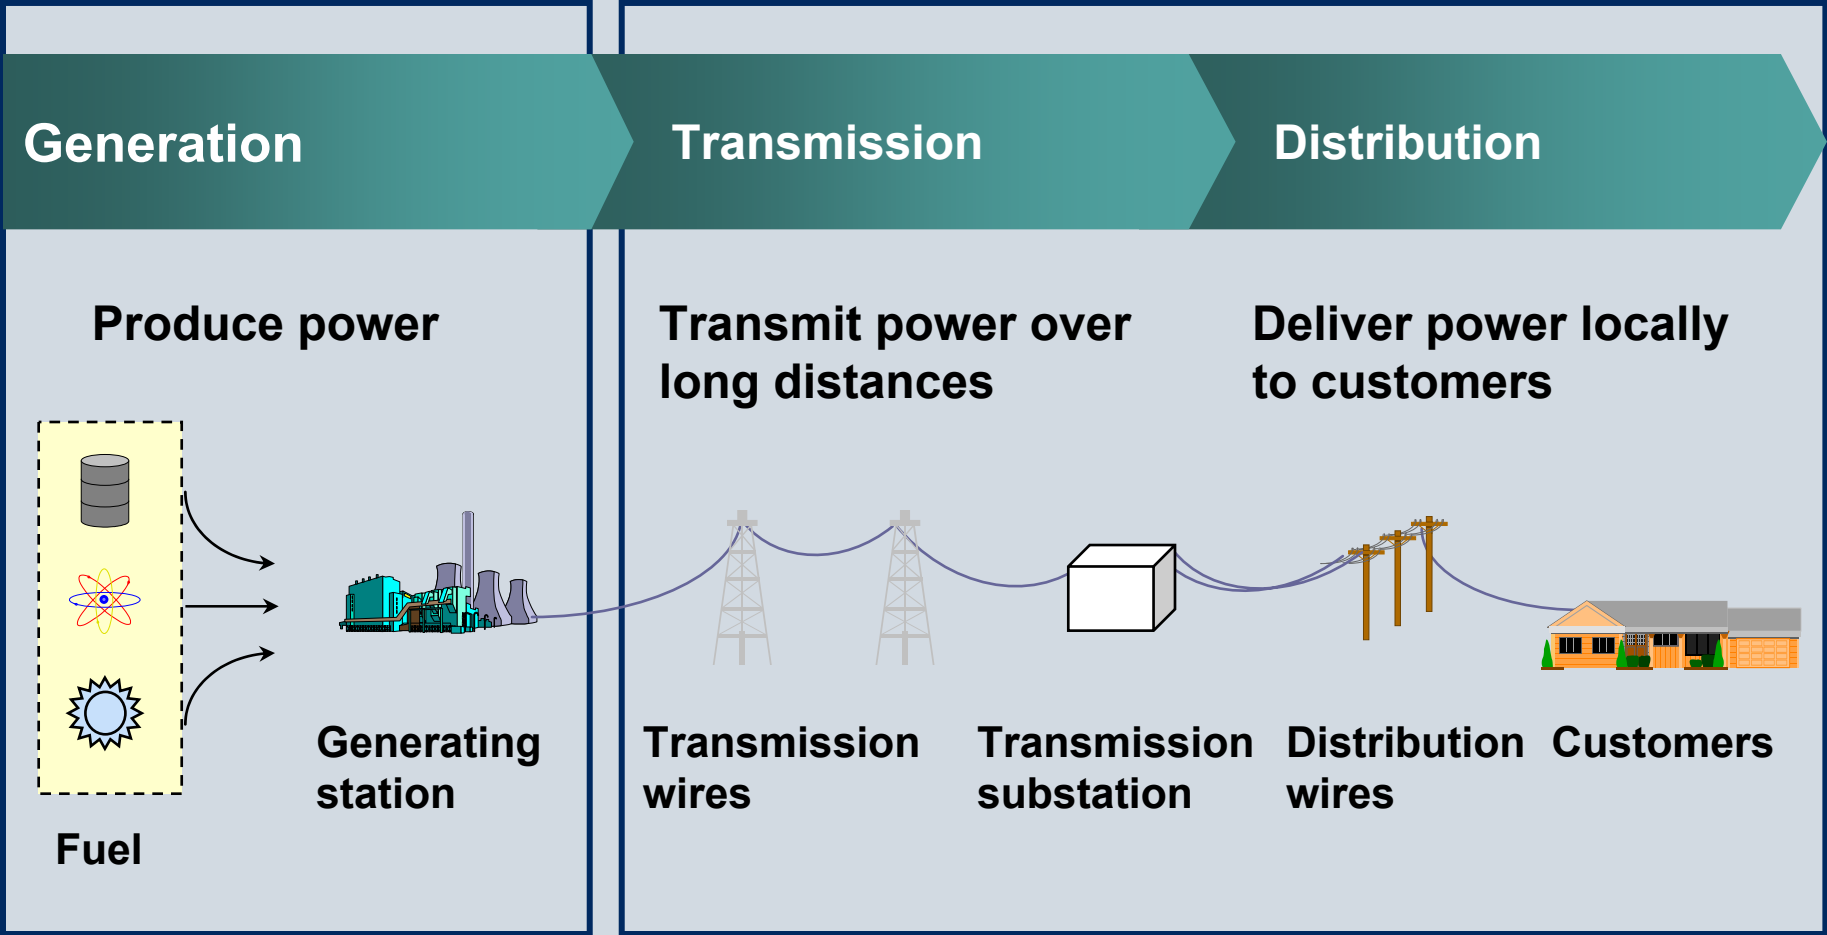 Generation
Transmission
Distribution
Produce power
Transmit power over
long distances
Deliver power locally
to customers
Generating
station
Fuel
Transmission
wires
Transmission
substation
Distribution
wires
Customers